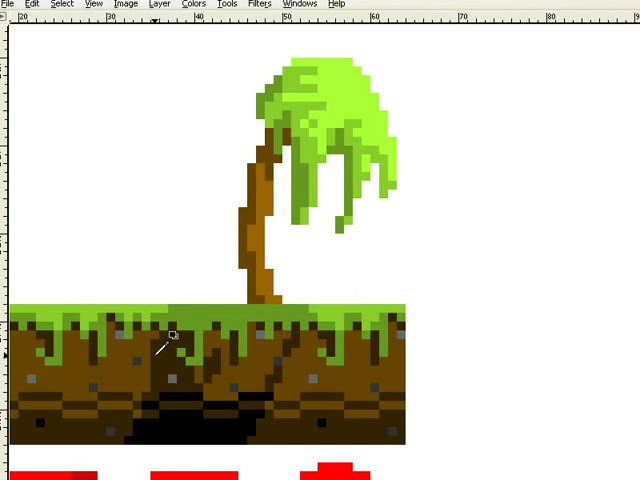 File Edit Select View Image Layer Colors Tools Filters Windows Help
20 30 40 50 60 70 80